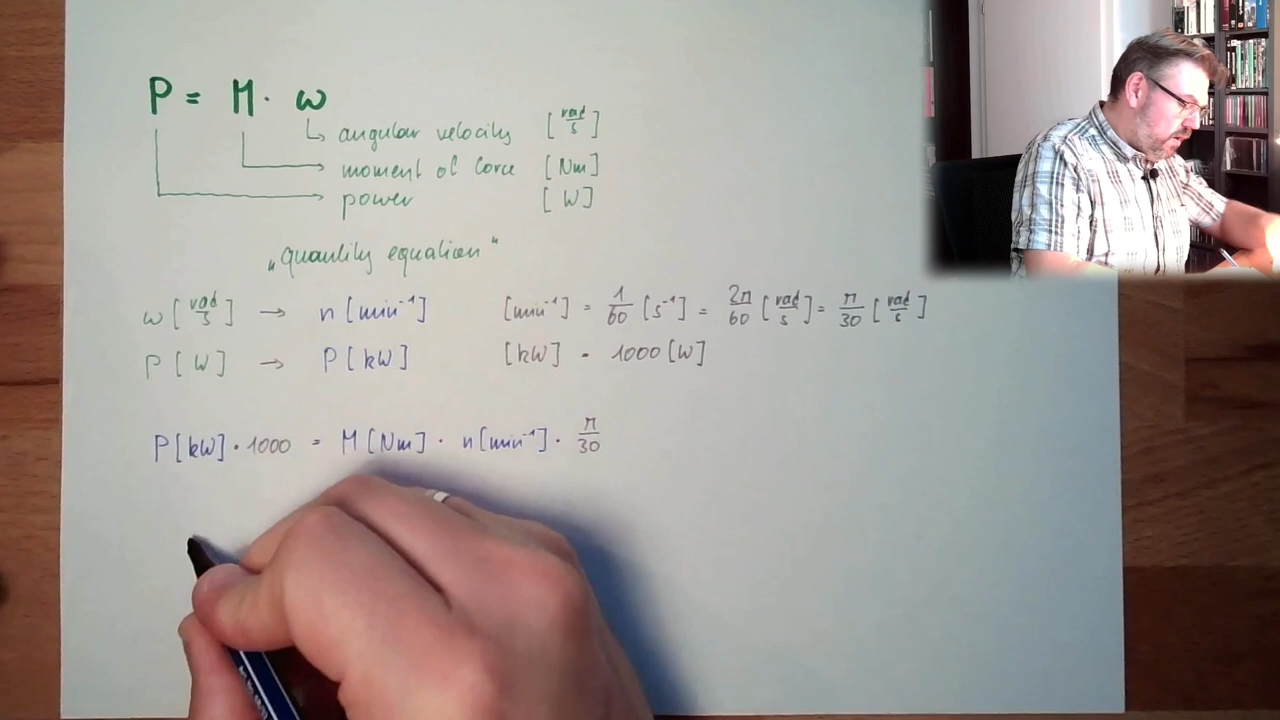 P = M · ω
angular velocity [rad/s]
moment of force [Nm]
power [W]
„quantity equation“
ω [rad/s] → n [min⁻¹] [min⁻¹] = 1/60 [s⁻¹] = 2π/60 [rad/s] = π/30 [rad/s]
P [W] → P [kW] [kW] = 1000 [W]
P [kW] · 1000 = M [Nm] · n [min⁻¹] · π/30